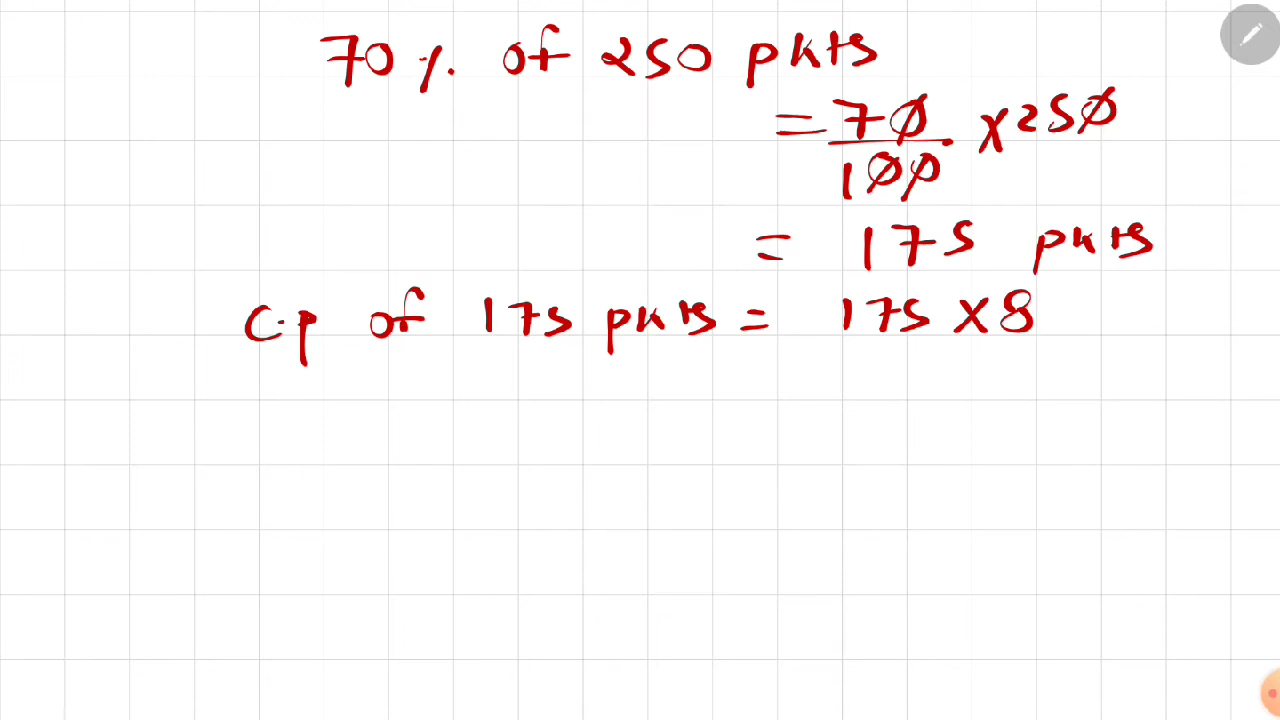 70% of 250 pkts
= 70/100 × 250
= 175 pkts
C.p of 175 pkts = 175 × 8